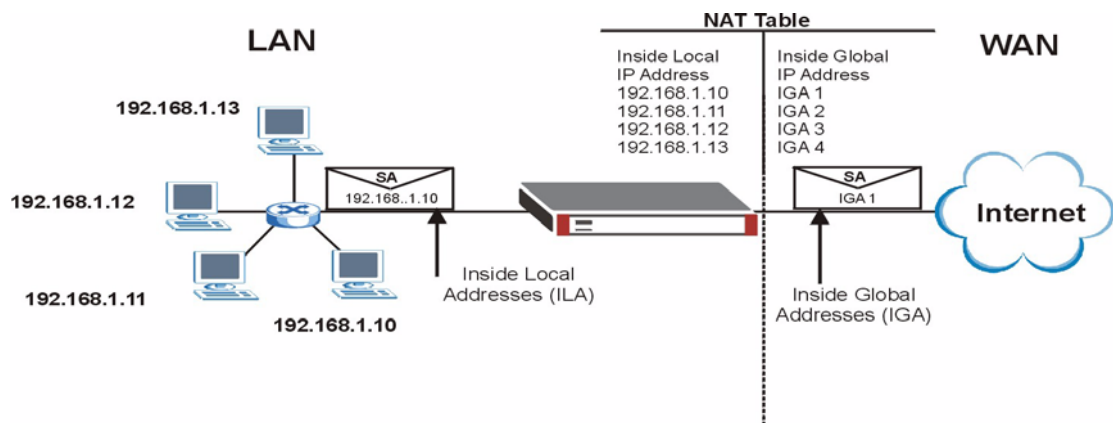 LAN
NAT Table
WAN
Inside Local
IP Address
192.168.1.10
192.168.1.11
192.168.1.12
192.168.1.13
Inside Global
IP Address
IGA 1
IGA 2
IGA 3
IGA 4
192.168.1.13
192.168.1.12
192.168.1.11
192.168.1.10
SA
192.168..1.10
SA
IGA 1
Internet
Inside Local
Addresses (ILA)
Inside Global
Addresses (IGA)